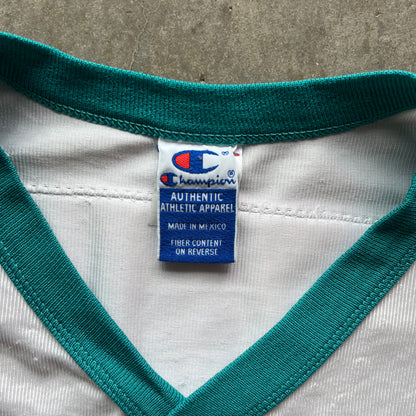 Champion®
AUTHENTIC
ATHLETIC APPAREL
MADE IN MEXICO
FIBER CONTENT
ON REVERSE